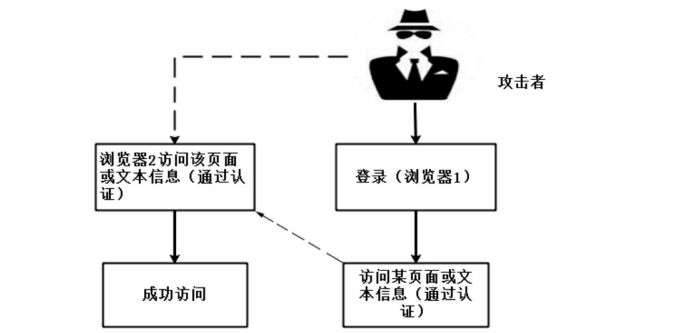 攻击者
浏览器2访问该页面
或文本信息（通过认
证）
登录（浏览器1）
成功访问
访问某页面或文
本信息（通过认
证）